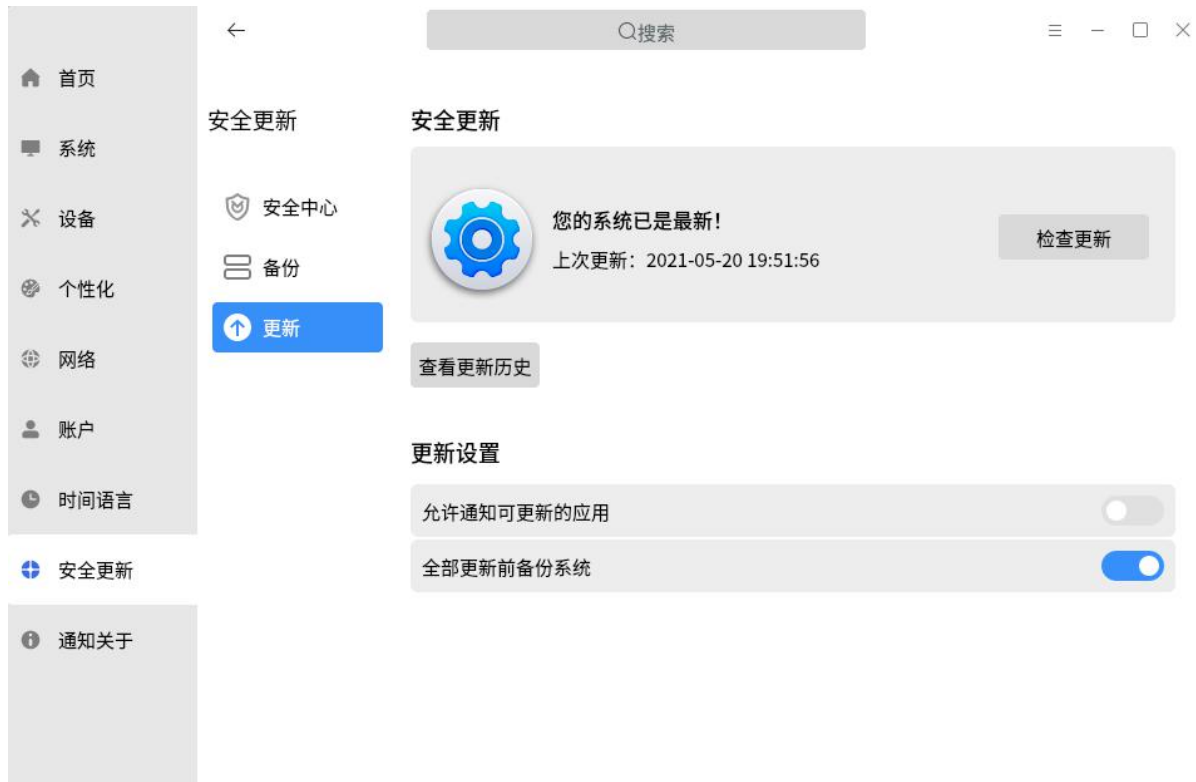 搜索
首页
系统
设备
个性化
网络
账户
时间语言
安全更新
通知关于
安全更新
安全中心
备份
更新
安全更新
您的系统已是最新！
上次更新：2021-05-20 19:51:56
检查更新
查看更新历史
更新设置
允许通知可更新的应用
全部更新前备份系统